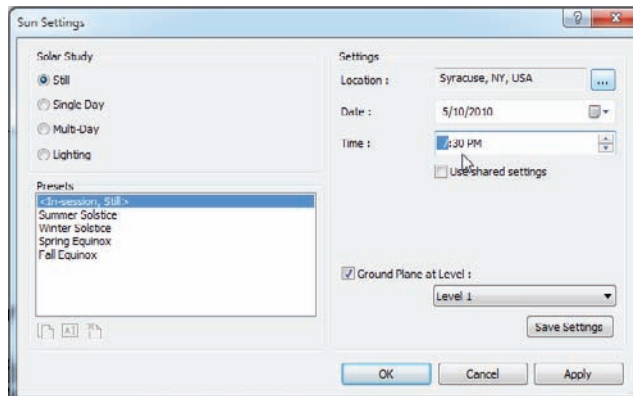 Sun Settings
Solar Study
Still
Single Day
Multi-Day
Lighting
Presets
<In-session, Still>
Summer Solstice
Winter Solstice
Spring Equinox
Fall Equinox
Settings
Location :
Syracuse, NY, USA
...
Date :
5/10/2010
Time :
7:30 PM
Use shared settings
Ground Plane at Level :
Level 1
Save Settings
OK
Cancel
Apply